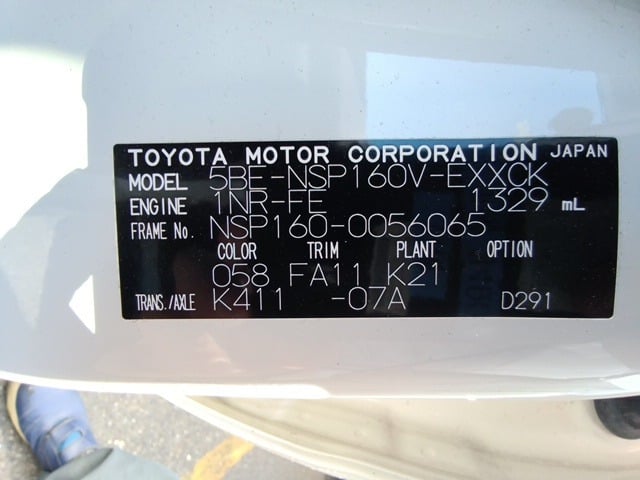 TOYOTA MOTOR CORPORATION JAPAN
MODEL 5BE-NSP160V-EXXCK
ENGINE 1NR-FE 1329 mL
FRAME No. NSP160-0056065
COLOR TRIM PLANT OPTION
058 FA11 K21
TRANS./AXLE K411 -07A D291